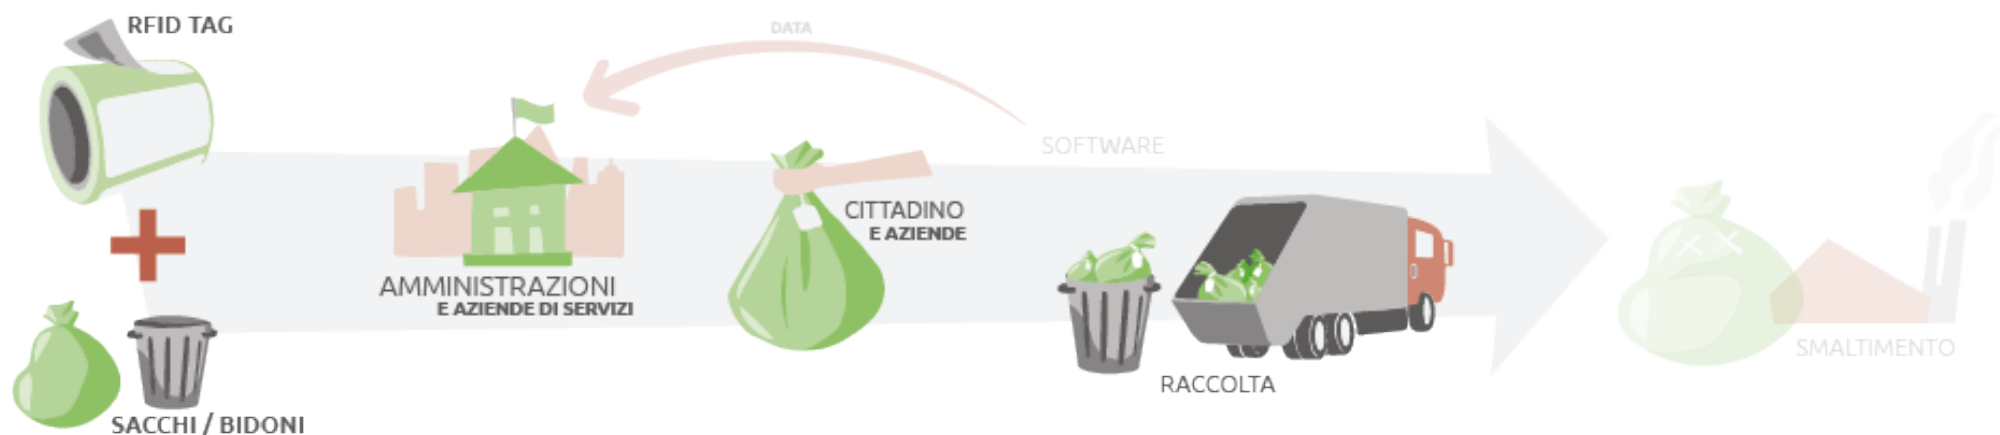 RFID TAG
SACCHI / BIDONI
AMMINISTRAZIONI
E AZIENDE DI SERVIZI
DATA
CITTADINO
E AZIENDE
SOFTWARE
RACCOLTA
SMALTIMENTO